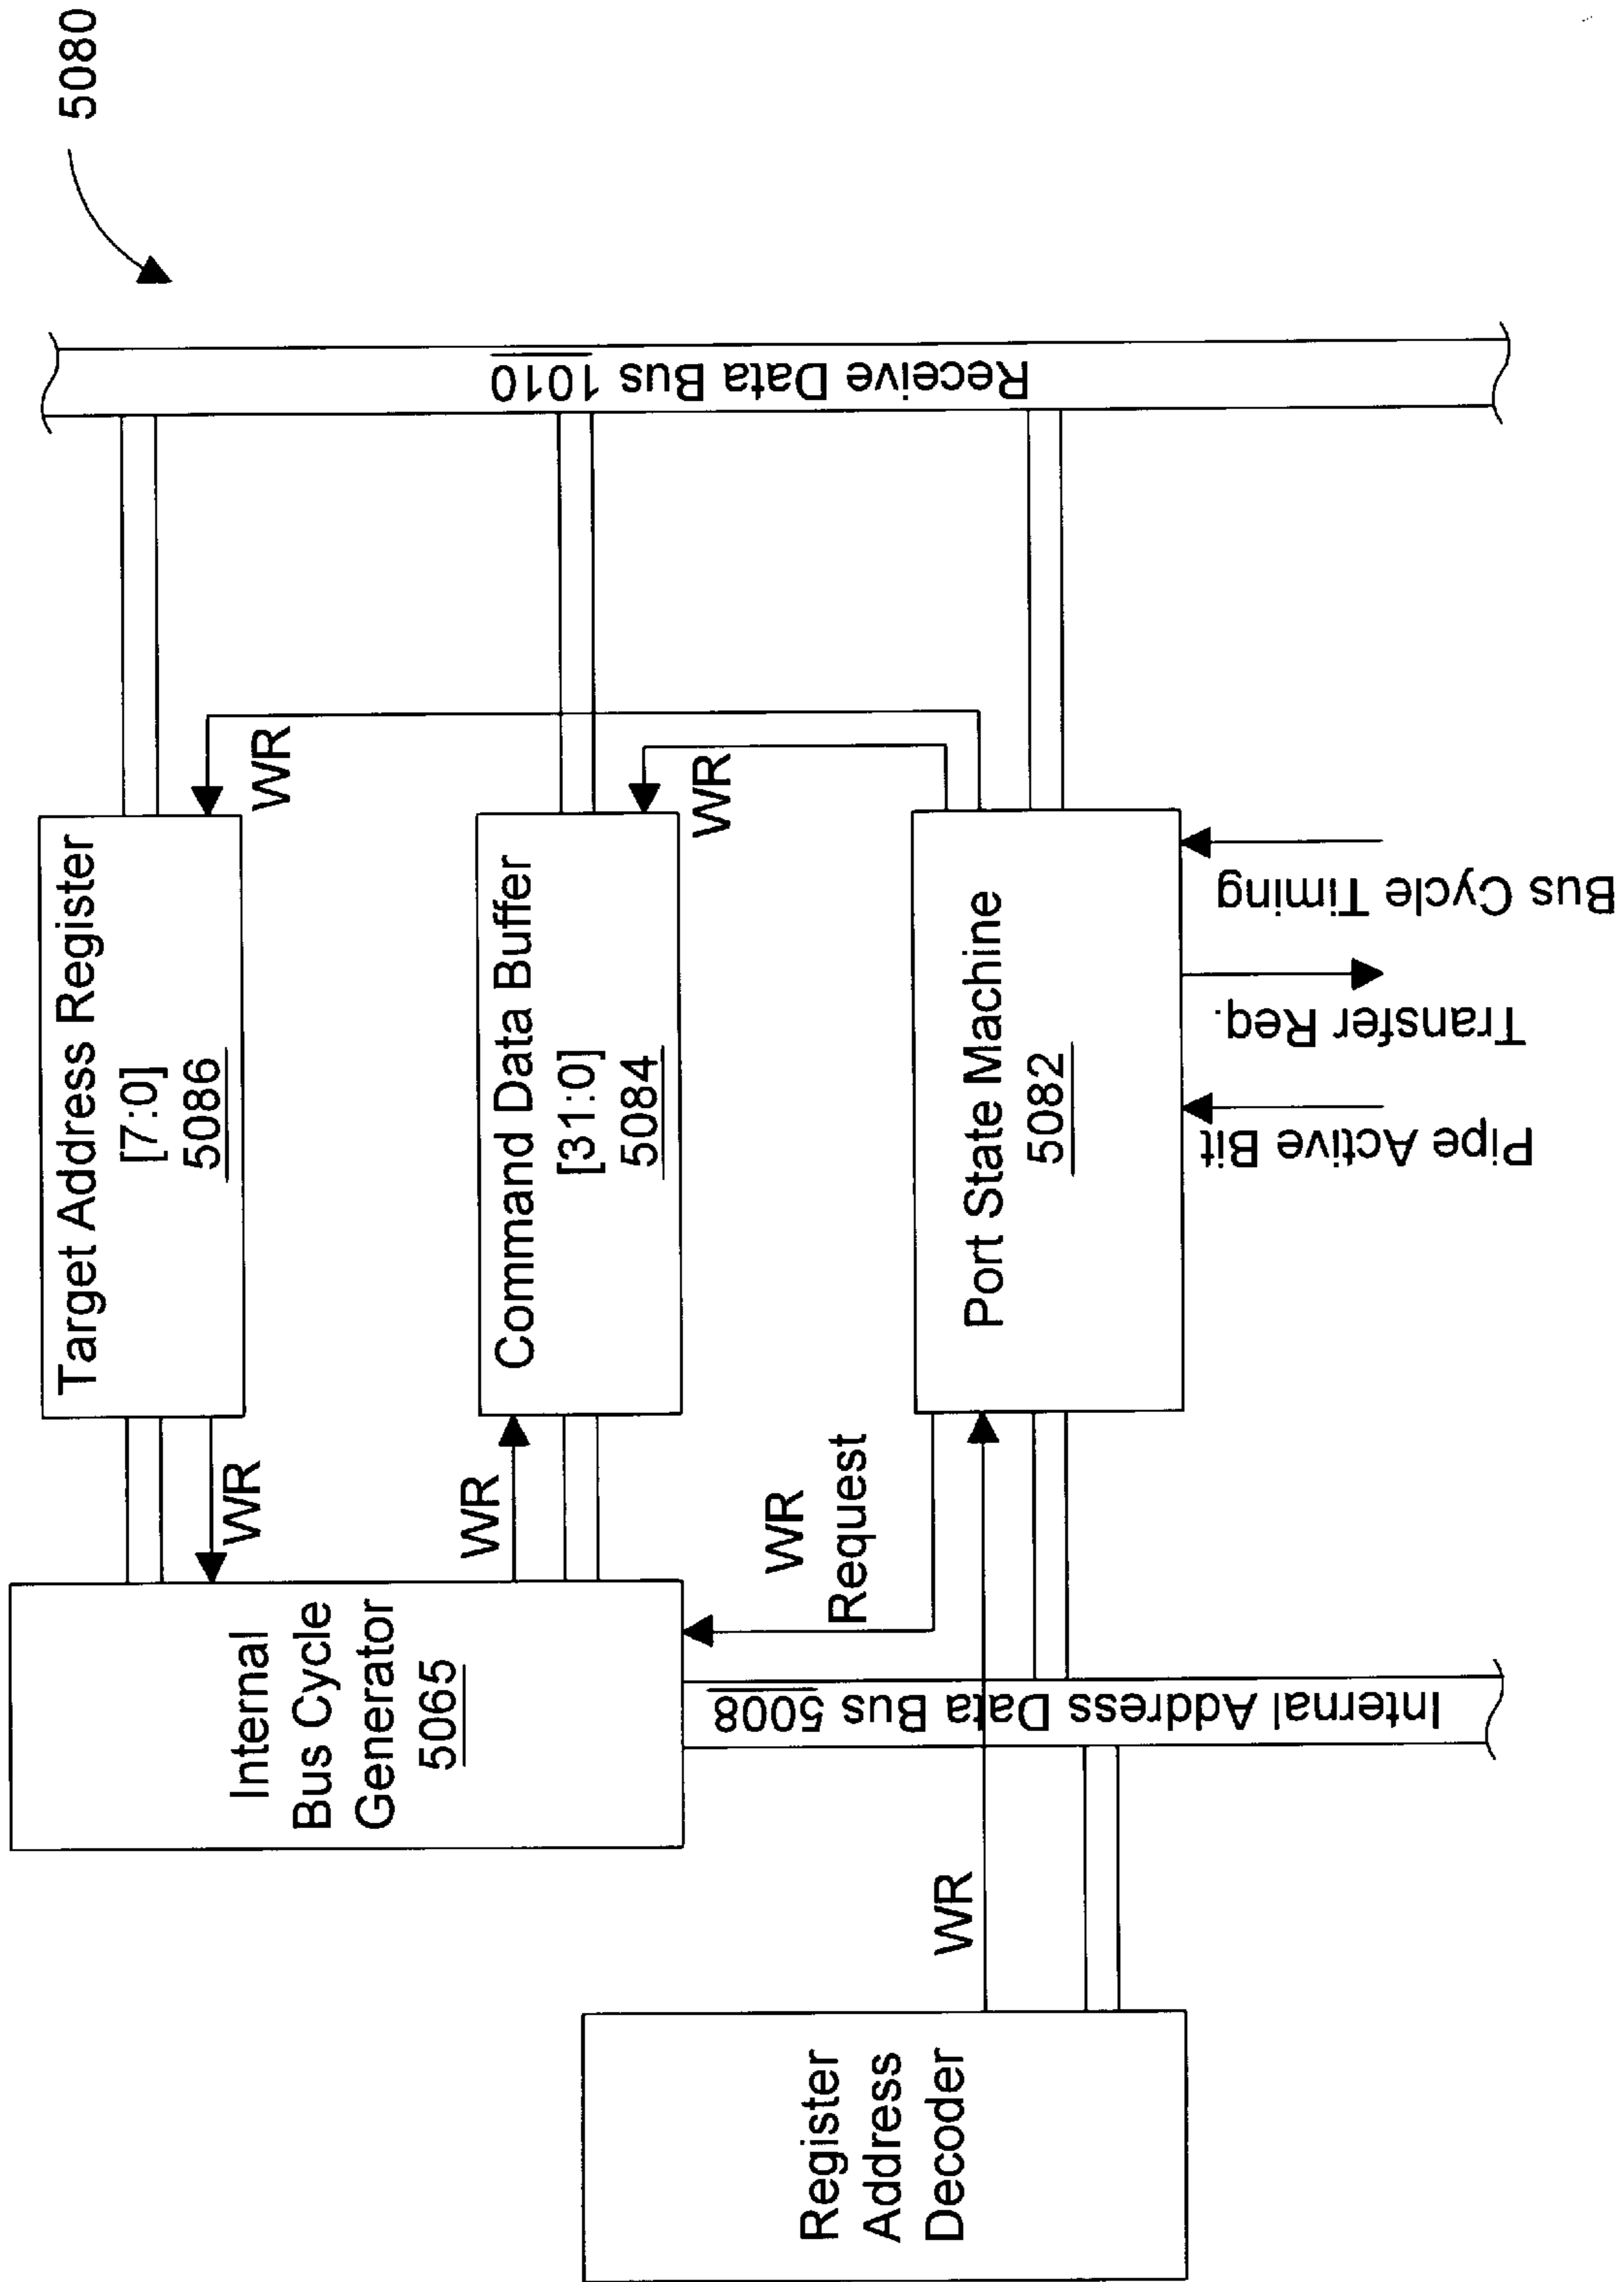 5080
Target Address Register
[7:0]
5086
WR
WR
Internal
Bus Cycle
Generator
5065
Command Data Buffer
[31:0]
5084
WR
WR
Receive Data Bus 1010
WR
Request
Port State Machine
5082
Internal Address Data Bus 5008
Register
Address
Decoder
WR
Pipe Active Bit
Transfer Req.
Bus Cycle Timing